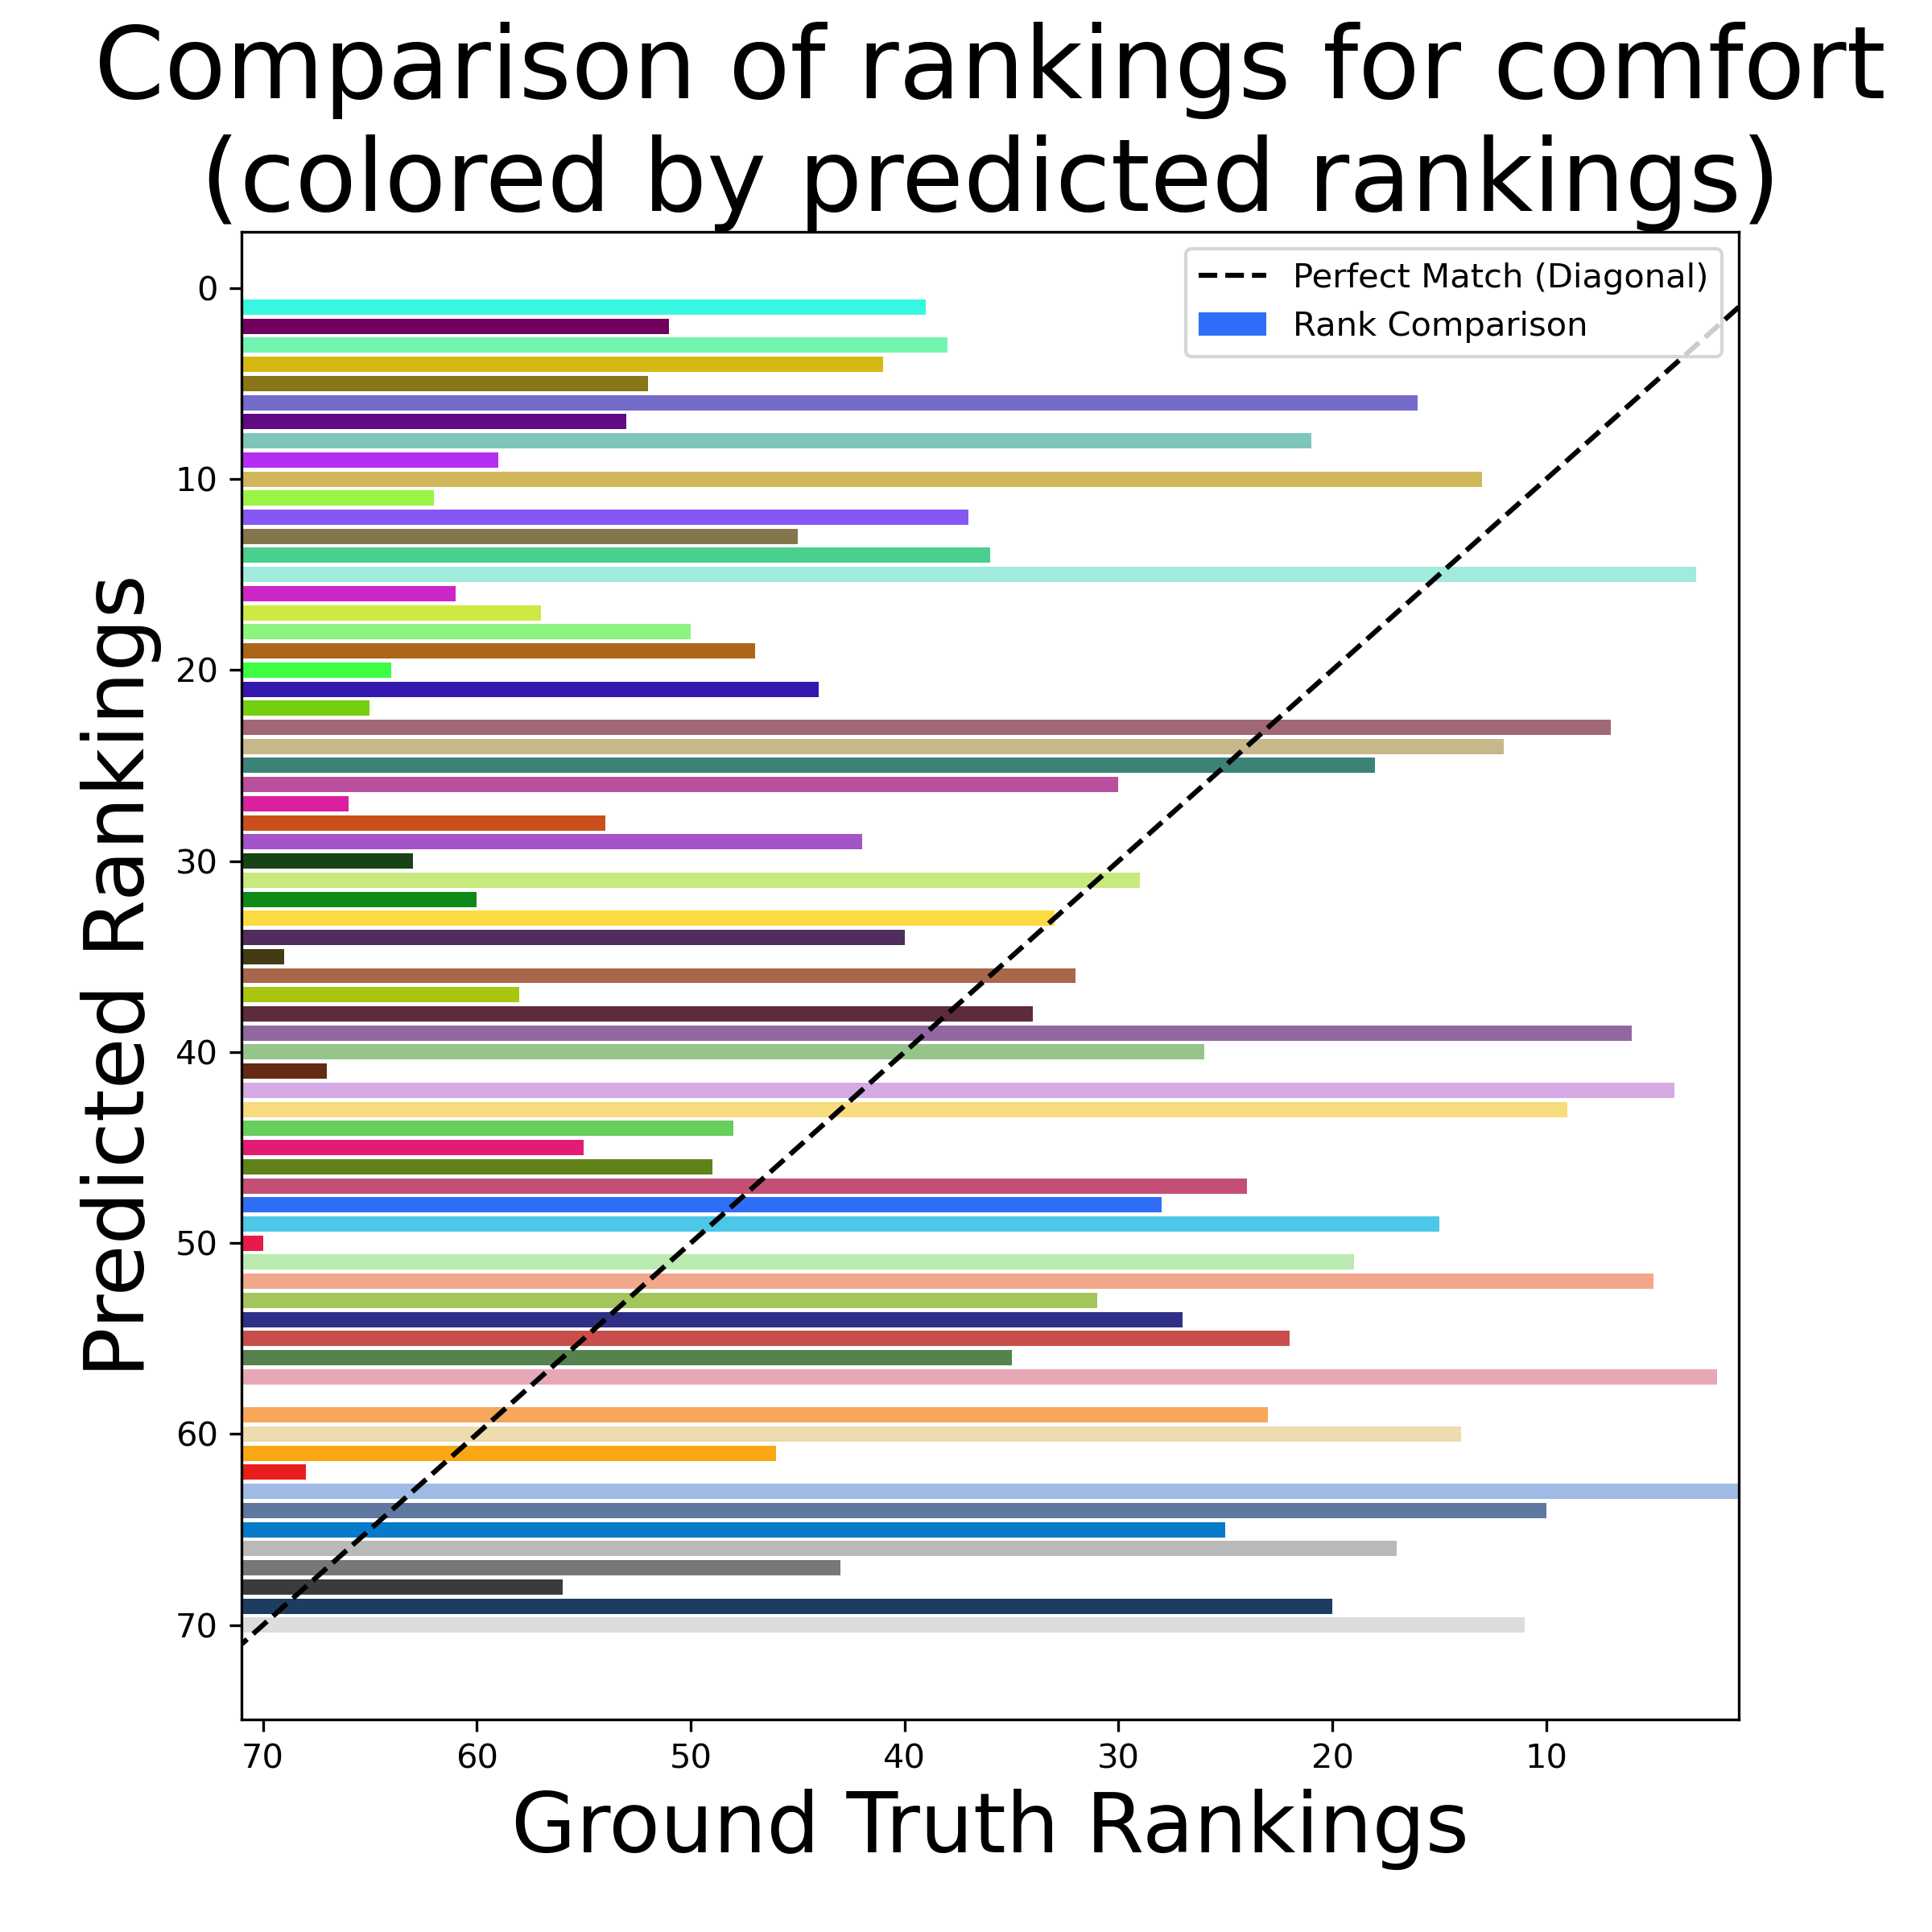 Comparison of rankings for comfort
(colored by predicted rankings)
Perfect Match (Diagonal)
Rank Comparison
Predicted Rankings
0
10
20
30
40
50
60
70
70
60
50
40
30
20
10
Ground Truth Rankings